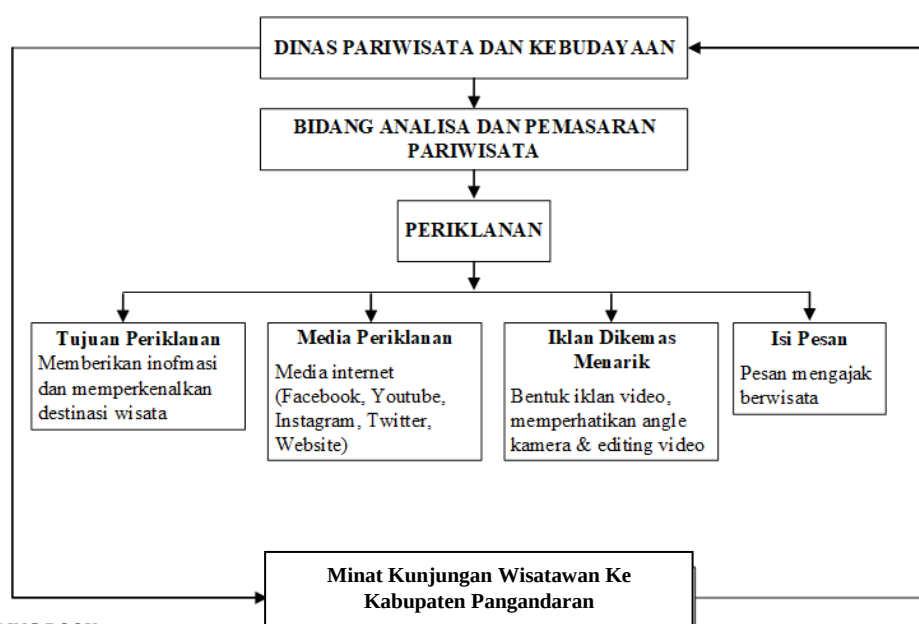 DINAS PARIWISATA DAN KEBUDAYAAN
BIDANG ANALISA DAN PEMASARAN
PARIWISATA
PERIKLANAN
Tujuan Periklanan
Memberikan inofmasi
dan memperkenalkan
destinasi wisata
Media Periklanan
Media internet
(Facebook, Youtube,
Instagram, Twitter,
Website)
Iklan Dikemas
Menarik
Bentuk iklan video,
memperhatikan angle
kamera & editing video
Isi Pesan
Pesan mengajak
berwisata
Minat Kunjungan Wisatawan Ke
Kabupaten Pangandaran